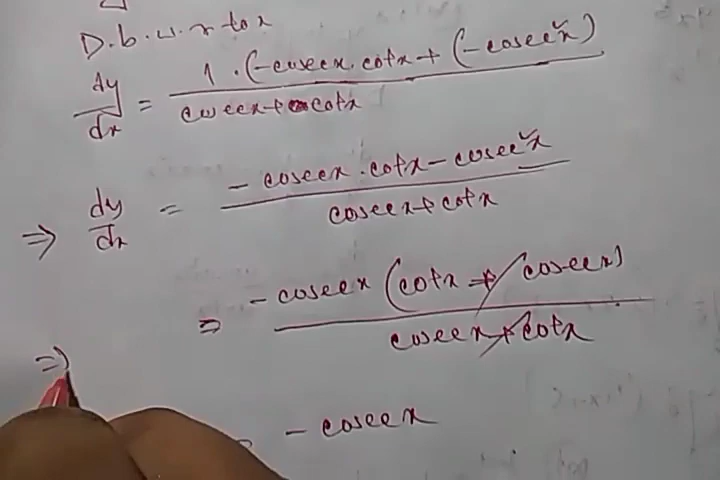 D.b.w.r to x
dy/dx = 1 . (-cosecx . cotx + (-cosec²x) / cosecx + cotx
⇒ dy/dx = - cosecx . cotx - cosec²x / cosecx + cotx
= - cosecx (cotx + cosecx) / cosecx + cotx
⇒ = - cosecx